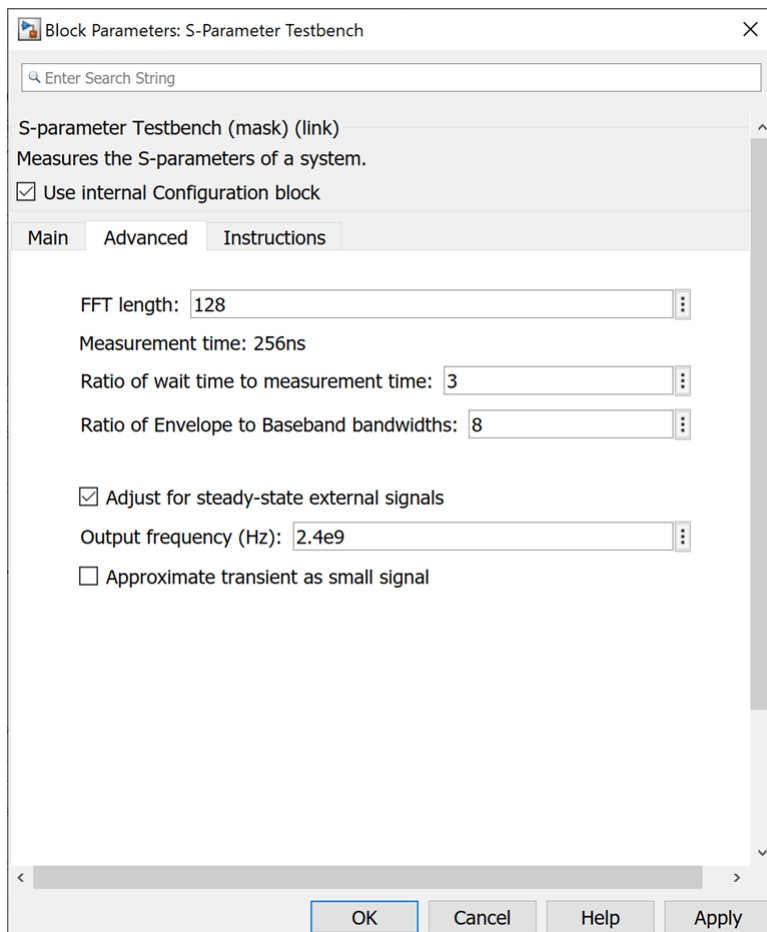 Block Parameters: S-Parameter Testbench
Enter Search String
S-parameter Testbench (mask) (link)
Measures the S-parameters of a system.
Use internal Configuration block
Main Advanced Instructions
FFT length: 128
Measurement time: 256ns
Ratio of wait time to measurement time: 3
Ratio of Envelope to Baseband bandwidths: 8
Adjust for steady-state external signals
Output frequency (Hz): 2.4e9
Approximate transient as small signal
OK Cancel Help Apply